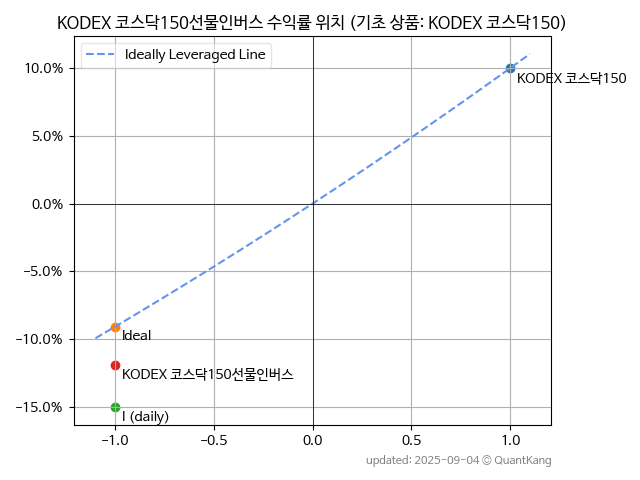 KODEX 코스닥150선물인버스 수익률 위치 (기초 상품: KODEX 코스닥150)
Ideally Leveraged Line
10.0%
KODEX 코스닥150
5.0%
0.0%
−5.0%
−10.0%
Ideal
KODEX 코스닥150선물인버스
−15.0%
I (daily)
−1.0 −0.5 0.0 0.5 1.0
updated: 2025-09-04 © QuantKang